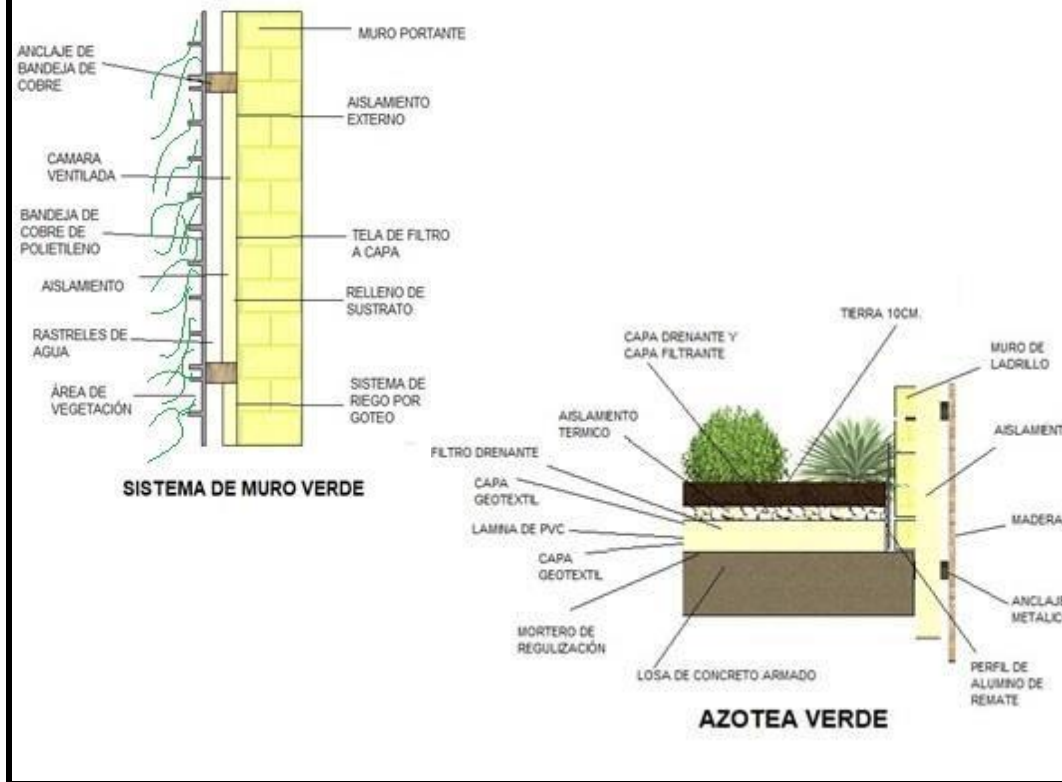 ANCLAJE DE
BANDEJA DE
COBRE
CAMARA
VENTILADA
BANDEJA DE
COBRE DE
POLIETILENO
AISLAMIENTO
RASTRELES DE
AGUA
ÁREA DE
VEGETACIÓN
MURO PORTANTE
AISLAMIENTO
EXTERNO
TELA DE FILTRO
A CAPA
RELLENO DE
SUSTRATO
SISTEMA DE
RIEGO POR
GOTEO
SISTEMA DE MURO VERDE
TIERRA 10CM.
CAPA DRENANTE Y
CAPA FILTRANTE
AISLAMIENTO
TERMICO
FILTRO DRENANTE
CAPA
GEOTEXTIL
LAMINA DE PVC
CAPA
GEOTEXTIL
MORTERO DE
REGULIZACIÓN
LOSA DE CONCRETO ARMADO
MURO DE
LADRILLO
AISLAMIENT
MADERA
ANCLAJE
METALIC
PERFIL DE
ALUMINO DE
REMATE
AZOTEA VERDE